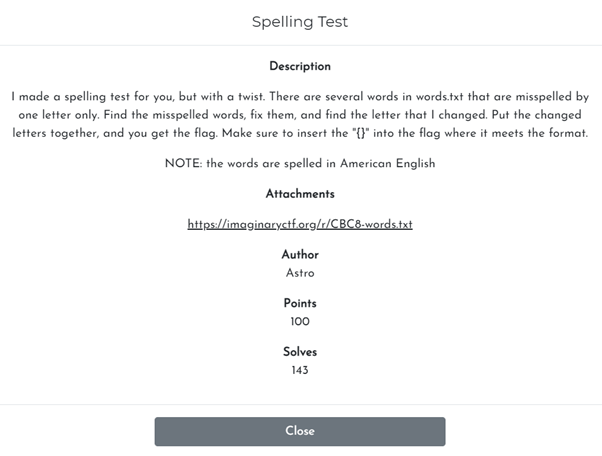 Spelling Test
Description
I made a spelling test for you, but with a twist. There are several words in words.txt that are misspelled by
one letter only. Find the misspelled words, fix them, and find the letter that I changed. Put the changed
letters together, and you get the flag. Make sure to insert the "{}" into the flag where it meets the format.
NOTE: the words are spelled in American English
Attachments
https://imaginaryctf.org/r/CBC8-words.txt
Author
Astro
Points
100
Solves
143
Close